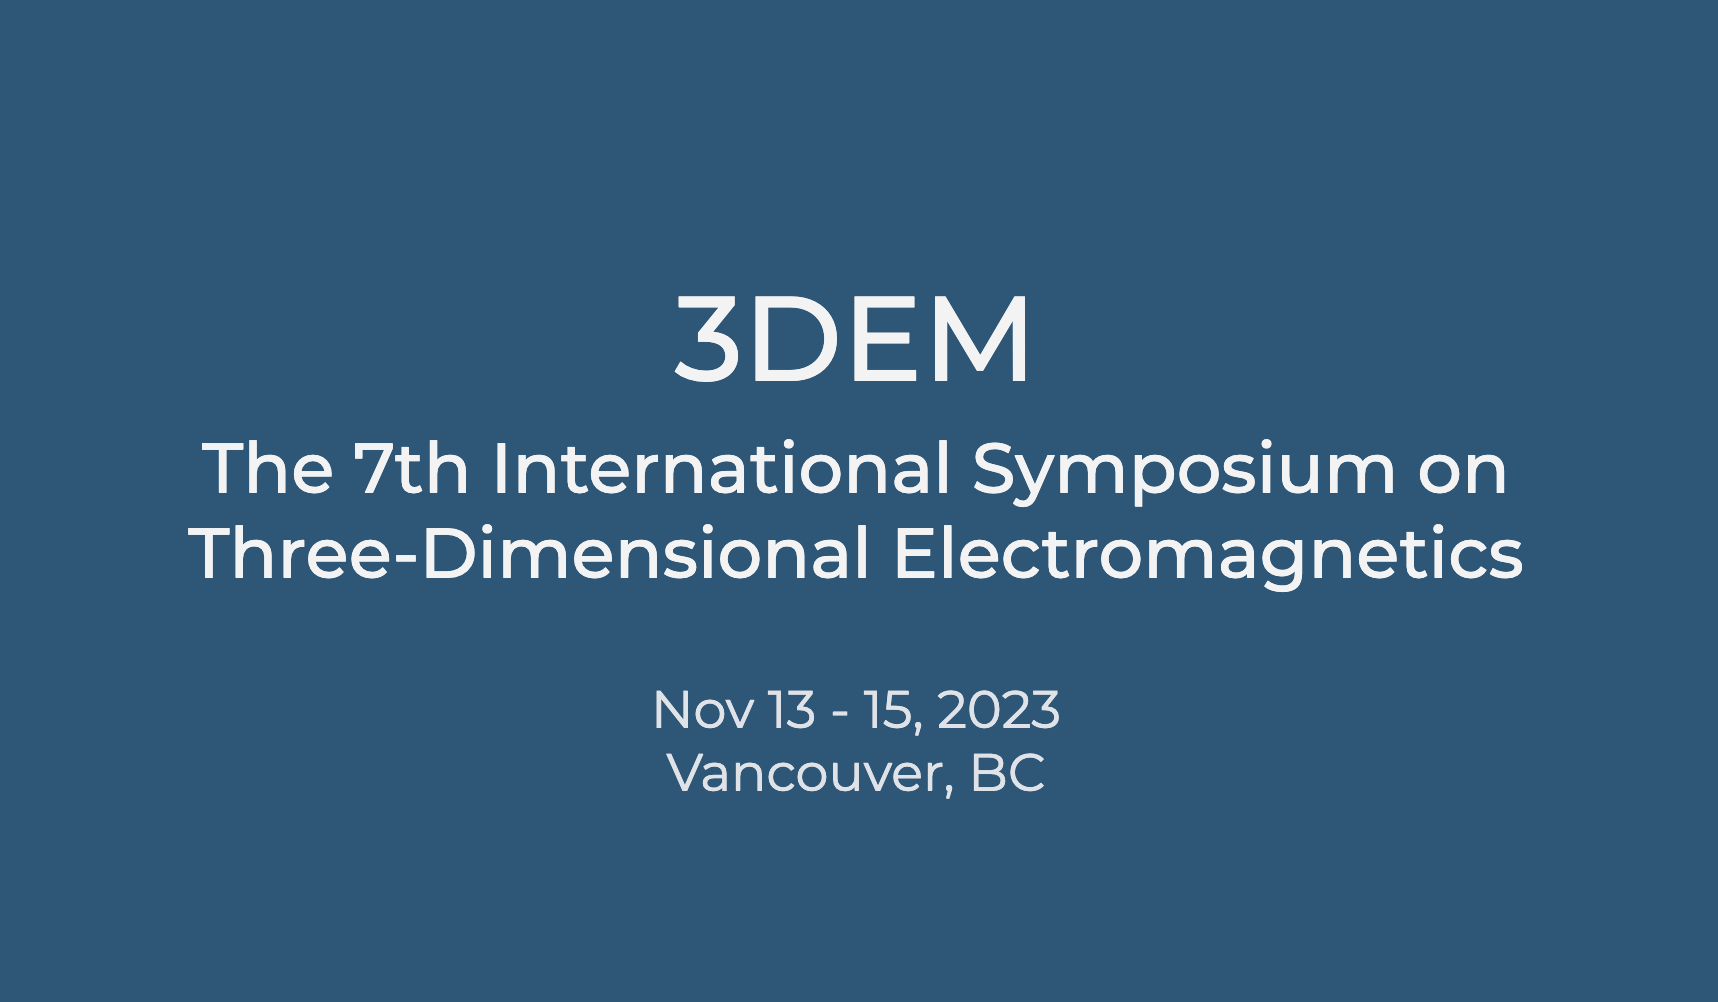 3DEM
The 7th International Symposium on
Three-Dimensional Electromagnetics
Nov 13 - 15, 2023
Vancouver, BC